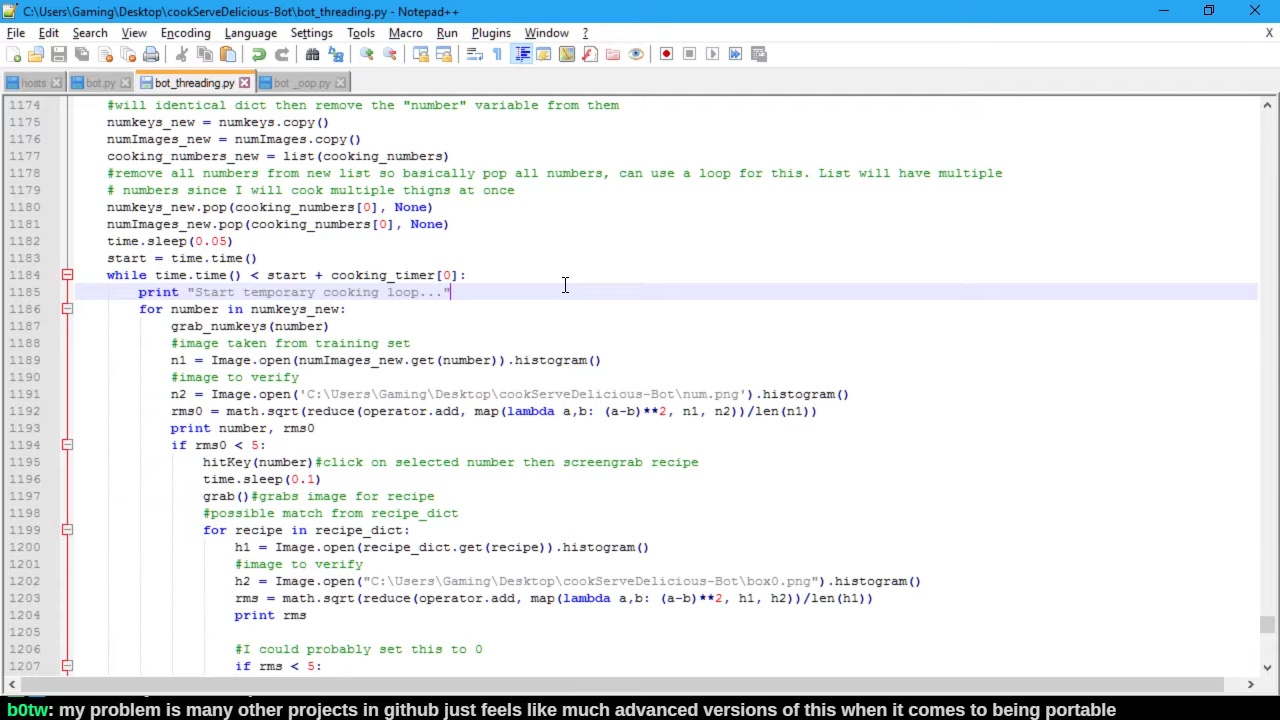 C:\Users\Gaming\Desktop\cookServeDelicious-Bot\bot_threading.py - Notepad++
File Edit Search View Encoding Language Settings Tools Macro Run Plugins Window ? X
hosts bot.py bot_threading.py bot _oop.py
1174 #will identical dict then remove the "number" variable from them
1175 numkeys_new = numkeys.copy()
1176 numImages_new = numImages.copy()
1177 cooking_numbers_new = list(cooking_numbers)
1178 #remove all numbers from new list so basically pop all numbers, can use a loop for this. List will have multiple
1179 # numbers since I will cook multiple thigns at once
1180 numkeys_new.pop(cooking_numbers[0], None)
1181 numImages_new.pop(cooking_numbers[0], None)
1182 time.sleep(0.05)
1183 start = time.time()
1184 while time.time() < start + cooking_timer[0]:
1185 print "Start temporary cooking loop..."
1186 for number in numkeys_new:
1187 grab_numkeys(number)
1188 #image taken from training set
1189 n1 = Image.open(numImages_new.get(number)).histogram()
1190 #image to verify
1191 n2 = Image.open('C:\Users\Gaming\Desktop\cookServeDelicious-Bot\num.png').histogram()
1192 rms0 = math.sqrt(reduce(operator.add, map(lambda a,b: (a-b)**2, n1, n2))/len(n1))
1193 print number, rms0
1194 if rms0 < 5:
1195 hitKey(number)#click on selected number then screengrab recipe
1196 time.sleep(0.1)
1197 grab()#grabs image for recipe
1198 #possible match from recipe_dict
1199 for recipe in recipe_dict:
1200 h1 = Image.open(recipe_dict.get(recipe)).histogram()
1201 #image to verify
1202 h2 = Image.open("C:\Users\Gaming\Desktop\cookServeDelicious-Bot\box0.png").histogram()
1203 rms = math.sqrt(reduce(operator.add, map(lambda a,b: (a-b)**2, h1, h2))/len(h1))
1204 print rms
1205
1206 #I could probably set this to 0
1207 if rms < 5:
b0tw: my problem is many other projects in github just feels like much advanced versions of this when it comes to being portable